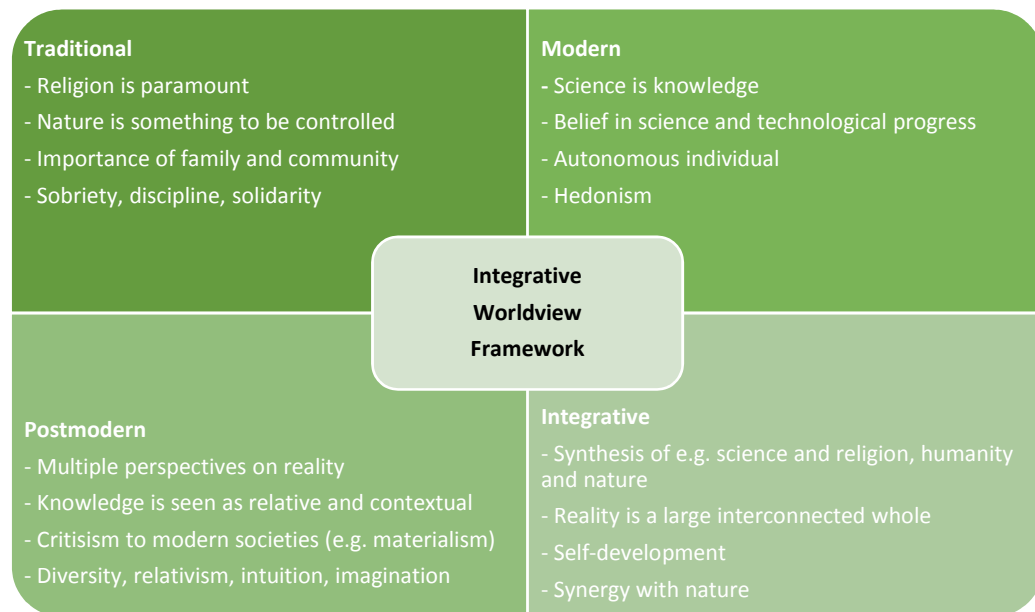 Traditional
- Religion is paramount
- Nature is something to be controlled
- Importance of family and community
- Sobriety, discipline, solidarity
Modern
- Science is knowledge
- Belief in science and technological progress
- Autonomous individual
- Hedonism
Integrative
Worldview
Framework
Postmodern
- Multiple perspectives on reality
- Knowledge is seen as relative and contextual
- Critisism to modern societies (e.g. materialism)
- Diversity, relativism, intuition, imagination
Integrative
- Synthesis of e.g. science and religion, humanity
and nature
- Reality is a large interconnected whole
- Self-development
- Synergy with nature